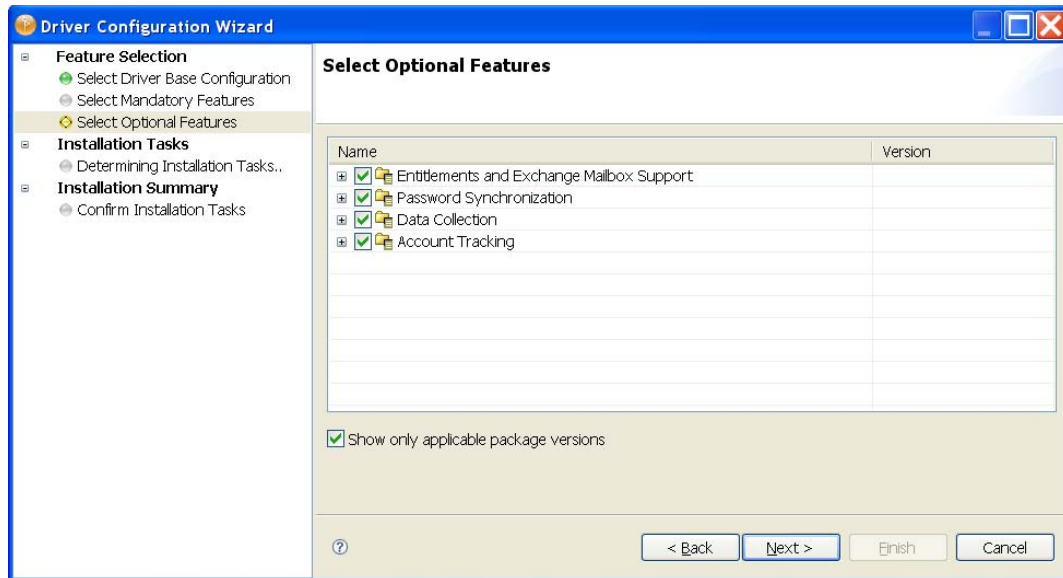 Driver Configuration Wizard
Feature Selection
Select Driver Base Configuration
Select Mandatory Features
Select Optional Features
Installation Tasks
Determining Installation Tasks..
Installation Summary
Confirm Installation Tasks
Select Optional Features
Name Version
Entitlements and Exchange Mailbox Support
Password Synchronization
Data Collection
Account Tracking
Show only applicable package versions
< Back Next > Finish Cancel